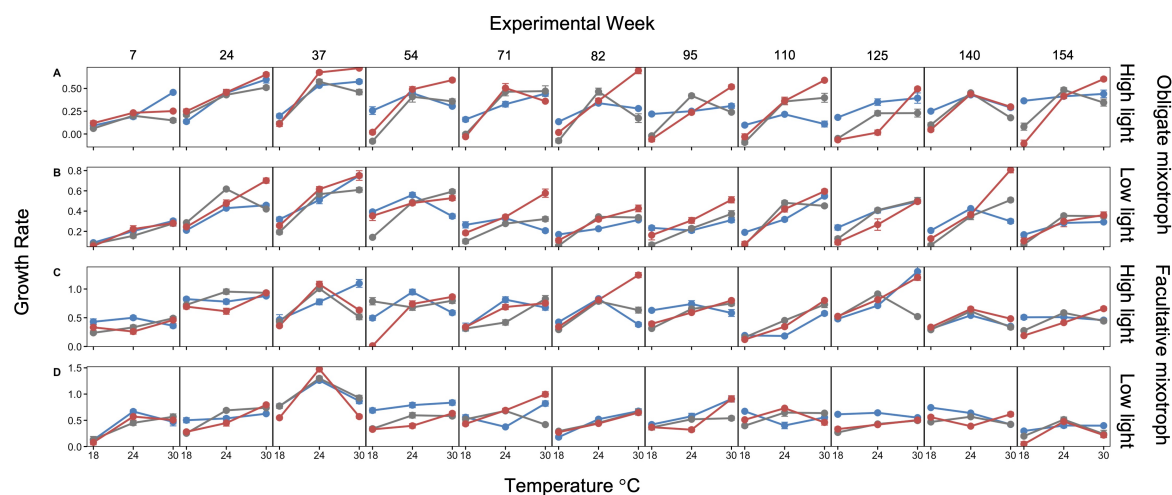 Experimental Week
7 24 37 54 71 82 95 110 125 140 154
A
0.50
0.25
0.00
High light
B
0.8
0.6
0.4
0.2
Low light
Obligate mixotroph
C
1.0
0.5
0.0
High light
D
1.5
1.0
0.5
0.0
Low light
Facultative mixotroph
Growth Rate
18 24 30 18 24 30 18 24 30 18 24 30 18 24 30 18 24 30 18 24 30 18 24 30 18 24 30 18 24 30 18 24 30
Temperature °C